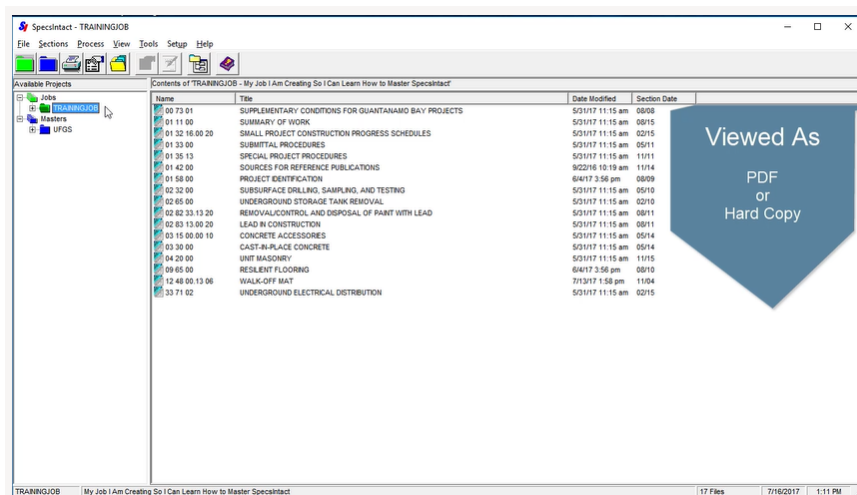 SpecsIntact - TRAININGJOB
File Sections Process View Tools Setup Help
Available Projects
Contents of 'TRAININGJOB - My Job I Am Creating So I Can Learn How to Master SpecsIntact'
Jobs
TRAININGJOB
Masters
UFGS
Name Title Date Modified Section Date
00 73 01 SUPPLEMENTARY CONDITIONS FOR GUANTANAMO BAY PROJECTS 5/31/17 11:15 am 08/08
01 11 00 SUMMARY OF WORK 5/31/17 11:15 am 08/15
01 32 16.00 20 SMALL PROJECT CONSTRUCTION PROGRESS SCHEDULES 5/31/17 11:15 am 02/15
01 33 00 SUBMITTAL PROCEDURES 5/31/17 11:15 am 05/11
01 35 13 SPECIAL PROJECT PROCEDURES 5/31/17 11:15 am 11/11
01 42 00 SOURCES FOR REFERENCE PUBLICATIONS 9/22/16 10:19 am 11/14
01 58 00 PROJECT IDENTIFICATION 6/4/17 3:56 pm 08/09
02 32 00 SUBSURFACE DRILLING, SAMPLING, AND TESTING 5/31/17 11:15 am 05/10
02 65 00 UNDERGROUND STORAGE TANK REMOVAL 5/31/17 11:15 am 02/10
02 82 33.13 20 REMOVAL/CONTROL AND DISPOSAL OF PAINT WITH LEAD 5/31/17 11:15 am 08/11
02 83 13.00 20 LEAD IN CONSTRUCTION 5/31/17 11:15 am 08/11
03 15 00.00 10 CONCRETE ACCESSORIES 5/31/17 11:15 am 05/14
03 30 00 CAST-IN-PLACE CONCRETE 5/31/17 11:15 am 05/14
04 20 00 UNIT MASONRY 5/31/17 11:15 am 11/15
09 65 00 RESILIENT FLOORING 6/4/17 3:56 pm 08/10
12 48 00.13 06 WALK-OFF MAT 7/13/17 1:58 pm 11/04
33 71 02 UNDERGROUND ELECTRICAL DISTRIBUTION 5/31/17 11:15 am 02/15
Viewed As
PDF
or
Hard Copy
TRAININGJOB My Job I Am Creating So I Can Learn How to Master SpecsIntact 17 Files 7/16/2017 1:11 PM